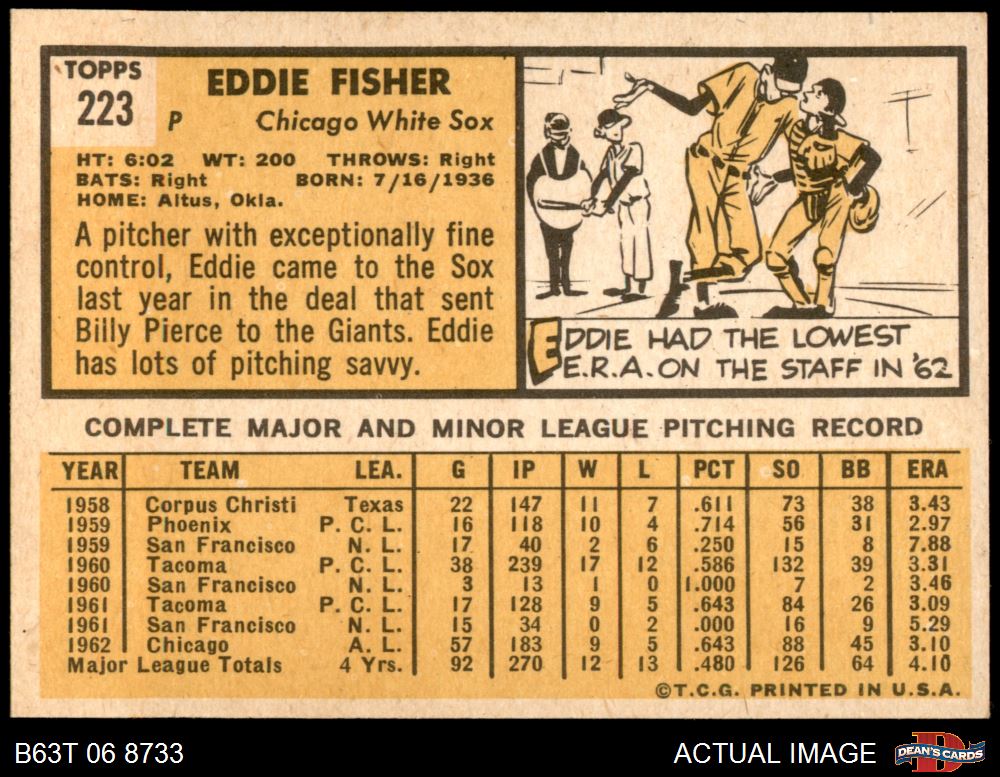 TOPPS
223
EDDIE FISHER
P Chicago White Sox
HT: 6:02 WT: 200 THROWS: Right
BATS: Right BORN: 7/16/1936
HOME: Altus, Okla.
A pitcher with exceptionally fine
control, Eddie came to the Sox
last year in the deal that sent
Billy Pierce to the Giants. Eddie
has lots of pitching savvy.
EDDIE HAD THE LOWEST
E.R.A. ON THE STAFF IN '62
COMPLETE MAJOR AND MINOR LEAGUE PITCHING RECORD
YEAR TEAM LEA. G IP W L PCT SO BB ERA
1958 Corpus Christi Texas 22 147 11 7 .611 73 38 3.43
1959 Phoenix P. C. L. 16 118 10 4 .714 56 31 2.97
1959 San Francisco N. L. 17 40 2 6 .250 15 8 7.88
1960 Tacoma P. C. L. 38 239 17 12 .586 132 39 3.31
1960 San Francisco N. L. 3 13 1 0 1.000 7 2 3.46
1961 Tacoma P. C. L. 17 128 9 5 .643 84 26 3.09
1961 San Francisco N. L. 15 34 0 2 .000 16 9 5.29
1962 Chicago A. L. 57 183 9 5 .643 88 45 3.10
Major League Totals 4 Yrs. 92 270 12 13 .480 126 64 4.10
©T.C.G. PRINTED IN U.S.A.
B63T 06 8733 ACTUAL IMAGE DEAN'S CARDS